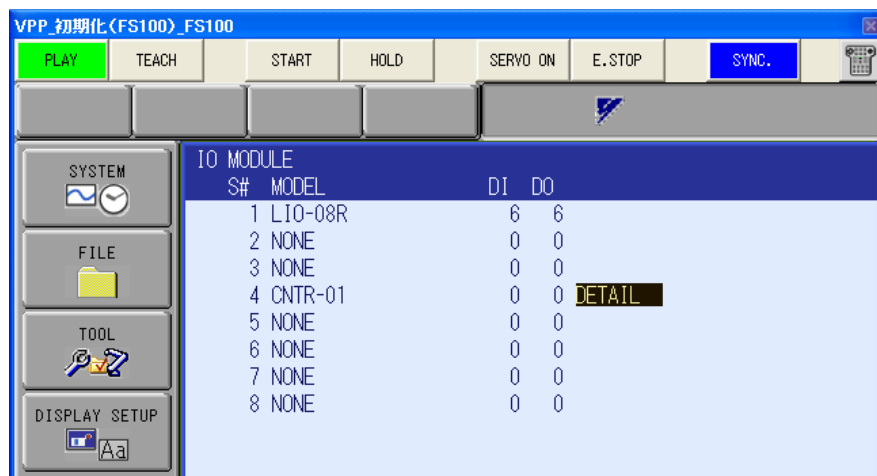 VPP_初期化(FS100)_FS100
PLAY TEACH START HOLD SERVO ON E.STOP SYNC.
SYSTEM
FILE
TOOL
DISPLAY SETUP
Aa
IO MODULE
S# MODEL DI DO
1 LIO-08R 6 6
2 NONE 0 0
3 NONE 0 0
4 CNTR-01 0 0 DETAIL
5 NONE 0 0
6 NONE 0 0
7 NONE 0 0
8 NONE 0 0